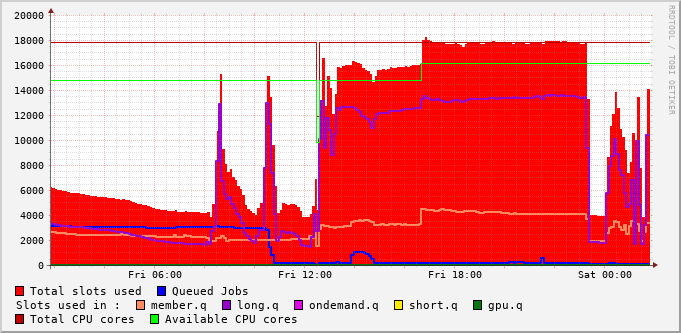 20000
18000
16000
14000
12000
10000
8000
6000
4000
2000
0
Fri 06:00 Fri 12:00 Fri 18:00 Sat 00:00
RRDTOOL / TOBI OETIKER
Total slots used Queued Jobs
Slots used in : member.q long.q ondemand.q short.q gpu.q
Total CPU cores Available CPU cores